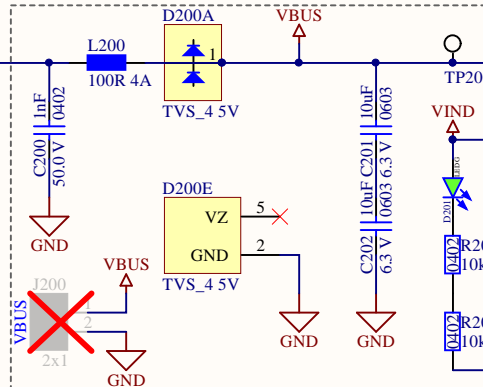 D200A
VBUS
L200
1
100R 4A
TVS_4 5V
TP20
C200 1nF
50.0 V 0402
GND
C201 10uF
6.3 V 0603
C202 10uF
6.3 V 0603
GND
VIND
D201
R20
0402
10k
R20
0402
10k
D200E
VZ
5
GND
2
TVS_4 5V
GND
J200
VBUS
1
2
2x1
VBUS
GND